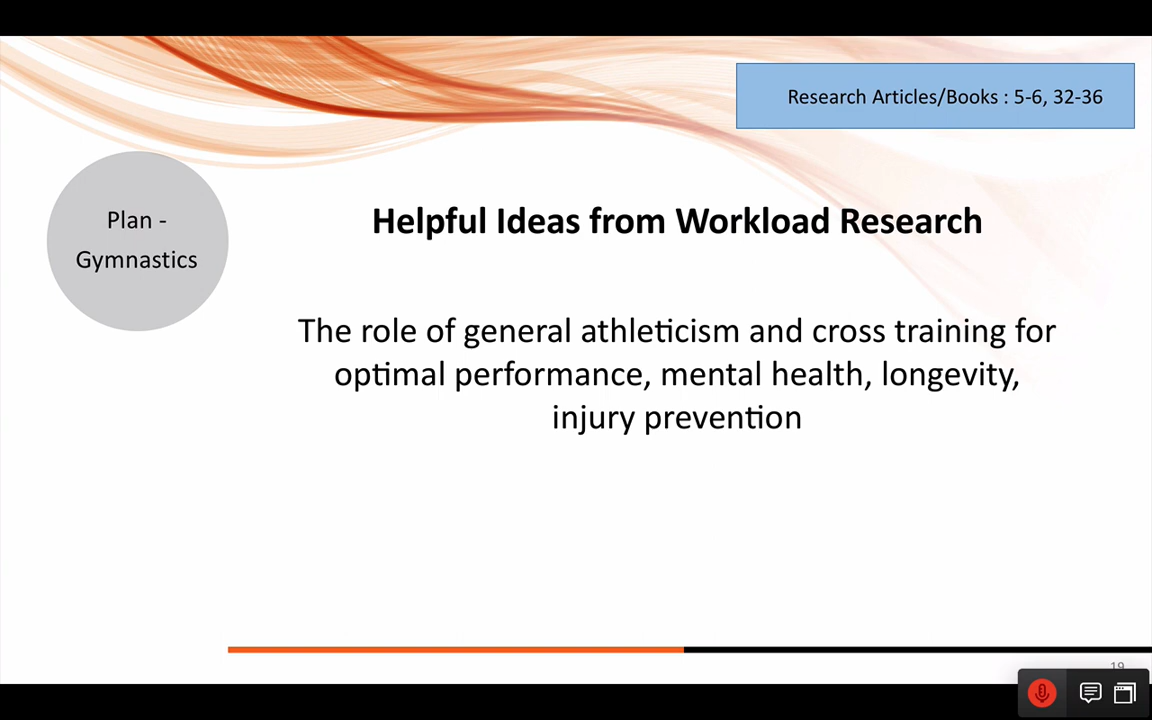 Research Articles/Books : 5-6, 32-36
Plan -
Gymnastics
Helpful Ideas from Workload Research
The role of general athleticism and cross training for
optimal performance, mental health, longevity,
injury prevention
19